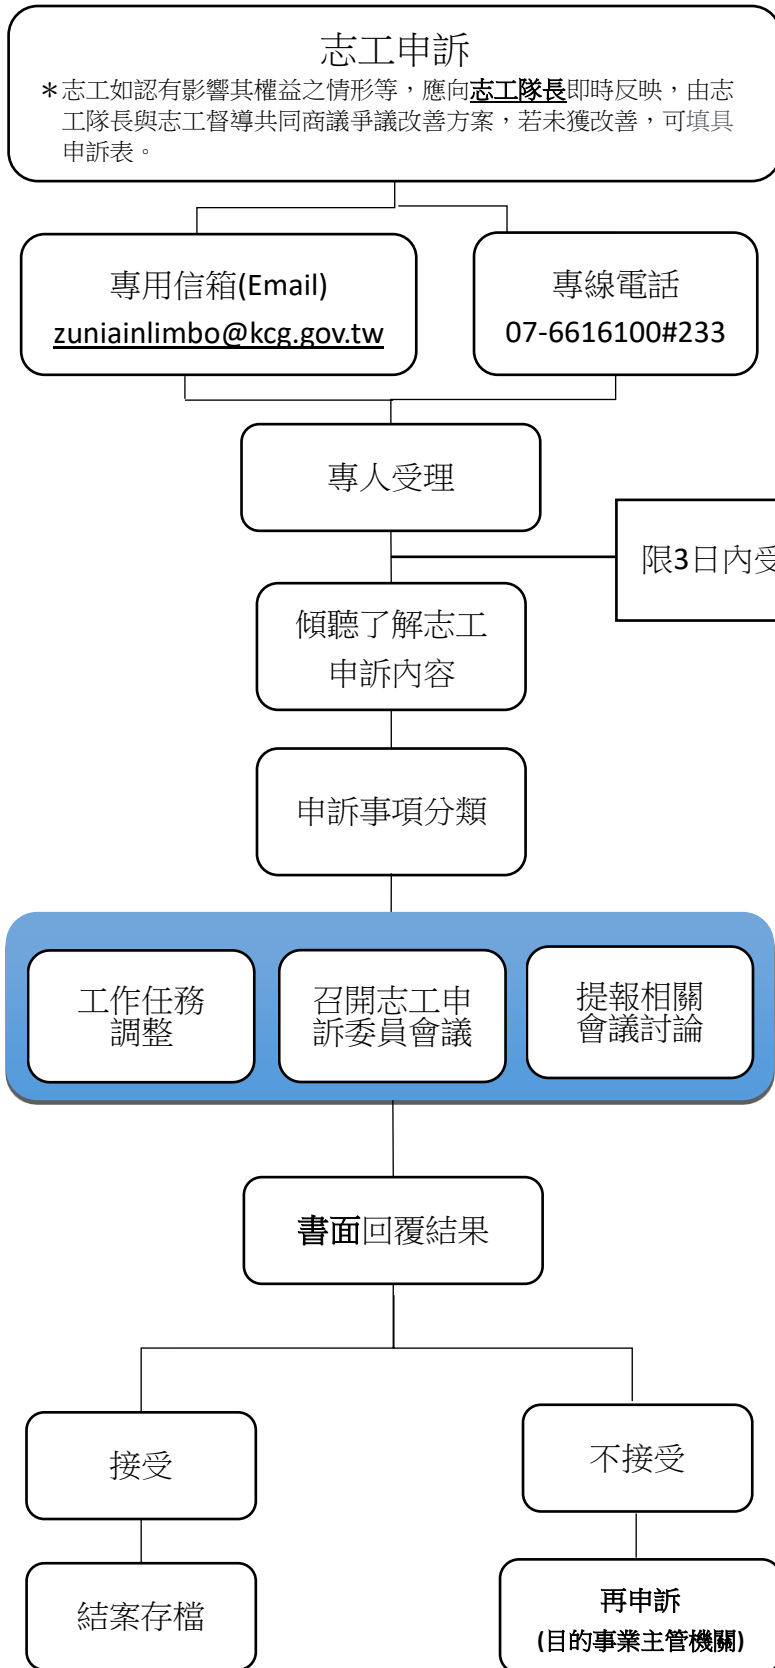 志工申訴
＊志工如認有影響其權益之情形等，應向志工隊長即時反映，由志
工隊長與志工督導共同商議爭議改善方案，若未獲改善，可填具
申訴表。
專用信箱(Email)
zuniainlimbo@kcg.gov.tw
專線電話
07-6616100#233
專人受理
限3日內受
傾聽了解志工
申訴內容
申訴事項分類
工作任務
調整
召開志工申
訴委員會議
提報相關
會議討論
書面回覆結果
接受
不接受
結案存檔
再申訴
(目的事業主管機關)